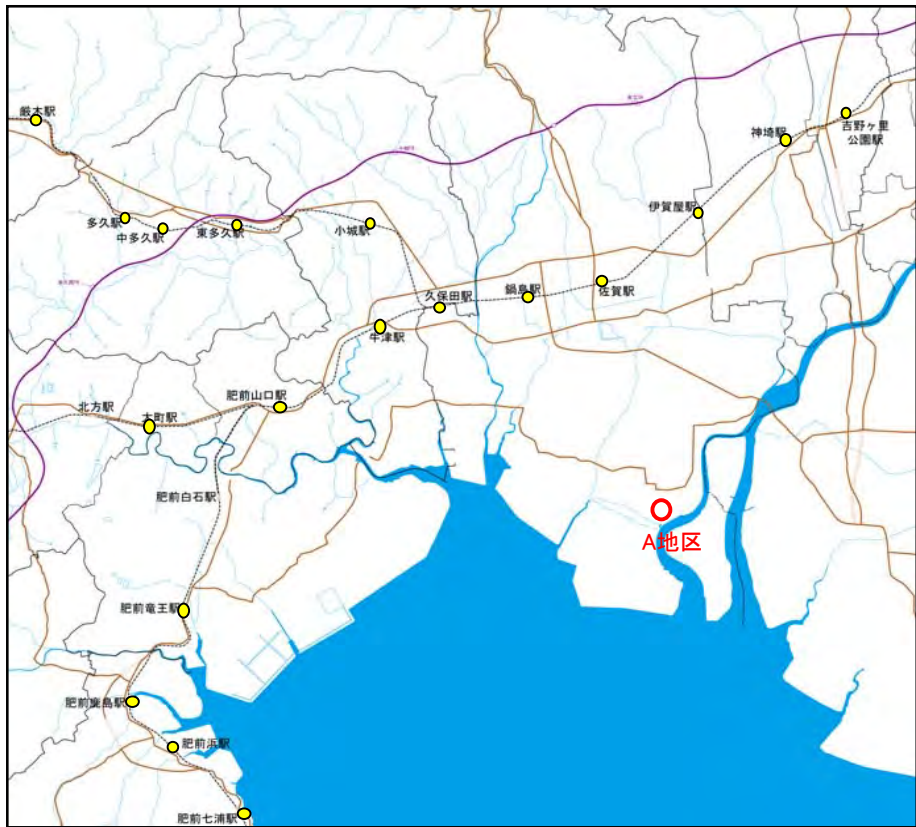 厳木駅
多久駅
中多久駅
東多久駅
小城駅
久保田駅
鍋島駅
佐賀駅
伊賀屋駅
神埼駅
吉野ヶ里
公園駅
牛津駅
肥前山口駅
北方駅
大町駅
肥前白石駅
A地区
肥前竜王駅
肥前鹿島駅
肥前浜駅
肥前七浦駅